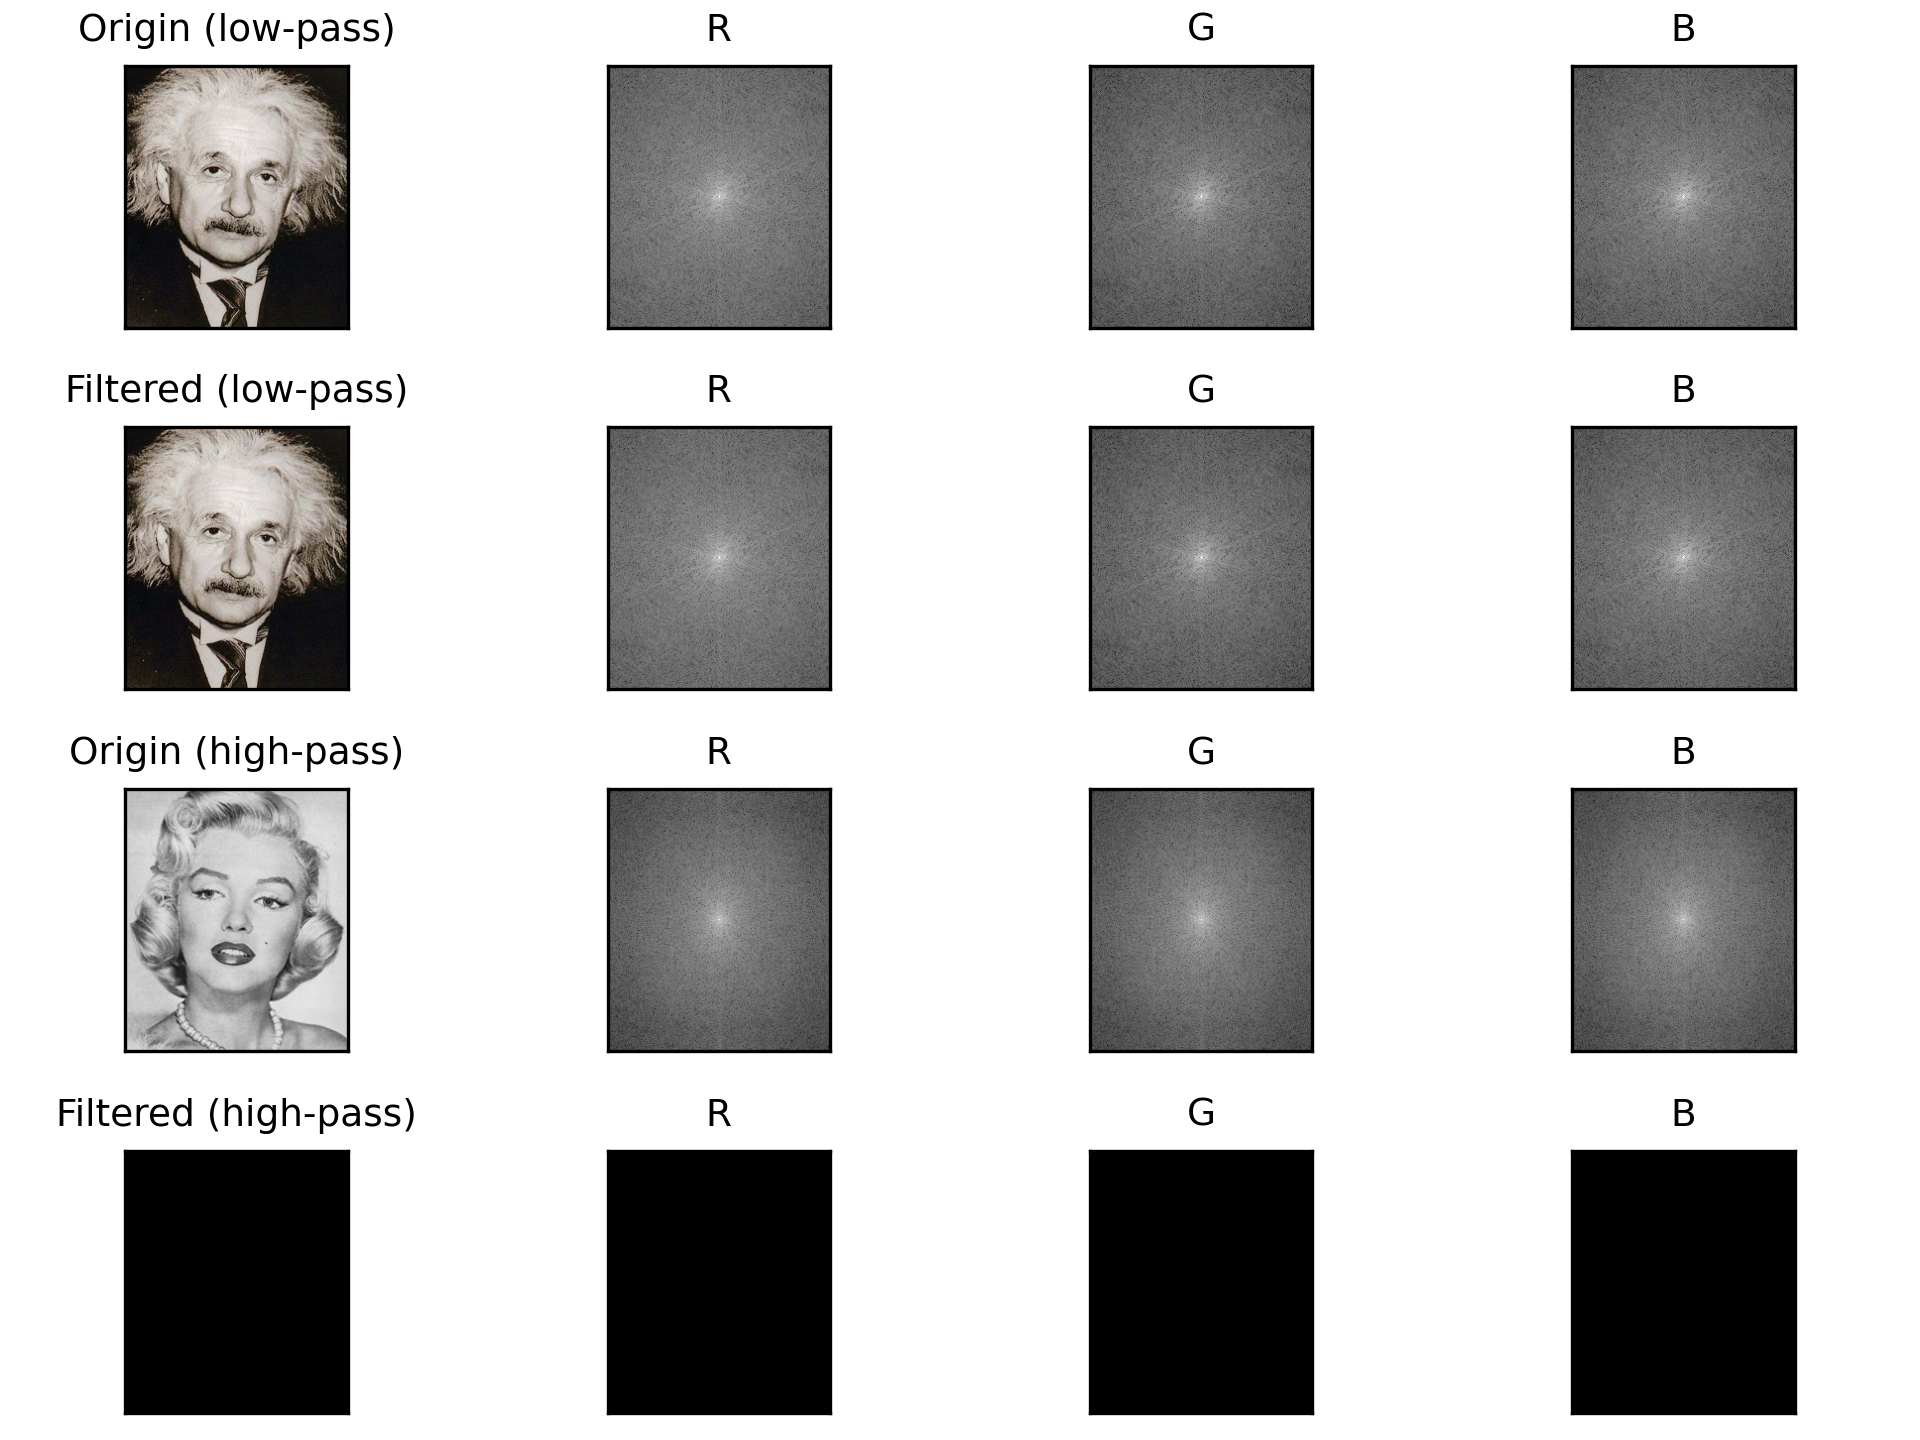 Origin (low-pass) R G B
Filtered (low-pass) R G B
Origin (high-pass) R G B
Filtered (high-pass) R G B